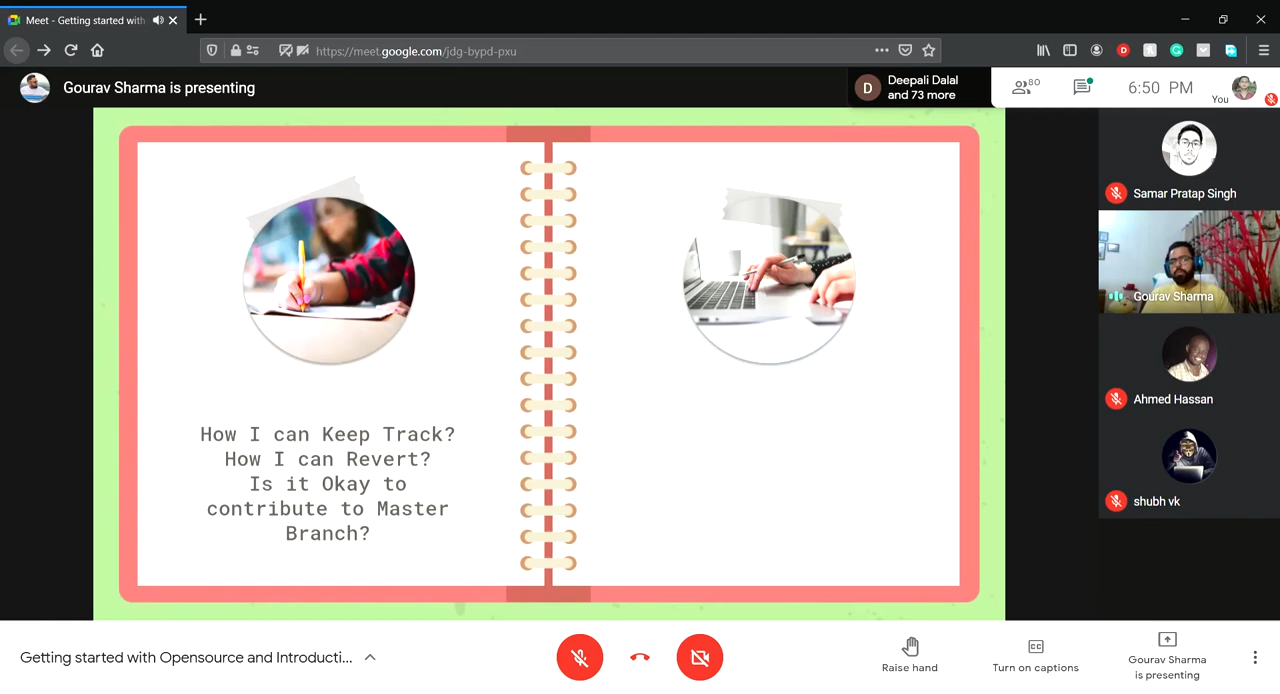 Meet - Getting started with
https://meet.google.com/jdg-bypd-pxu
Gourav Sharma is presenting
D
Deepali Dalal
and 73 more
80
6:50 PM
You
Samar Pratap Singh
Gourav Sharma
Ahmed Hassan
shubh vk
How I can Keep Track?
How I can Revert?
Is it Okay to
contribute to Master
Branch?
Getting started with Opensource and Introducti...
Raise hand
CC
Turn on captions
Gourav Sharma
is presenting